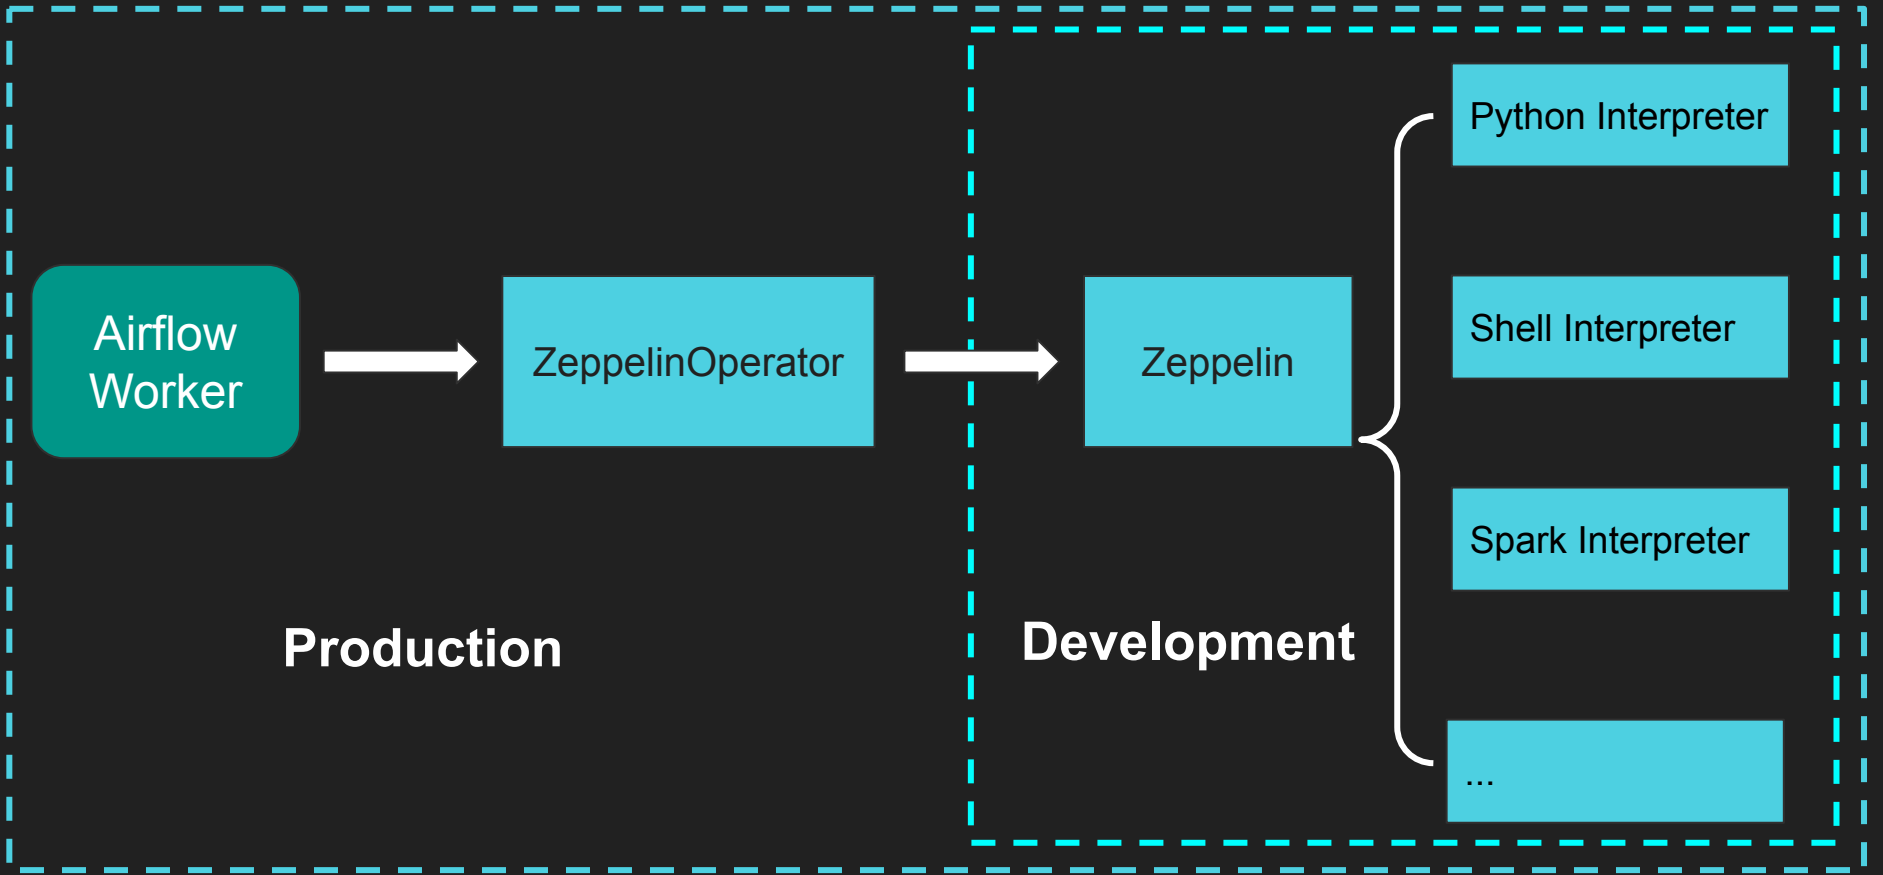 Airflow
Worker
ZeppelinOperator
Zeppelin
Python Interpreter
Shell Interpreter
Spark Interpreter
...
Production
Development